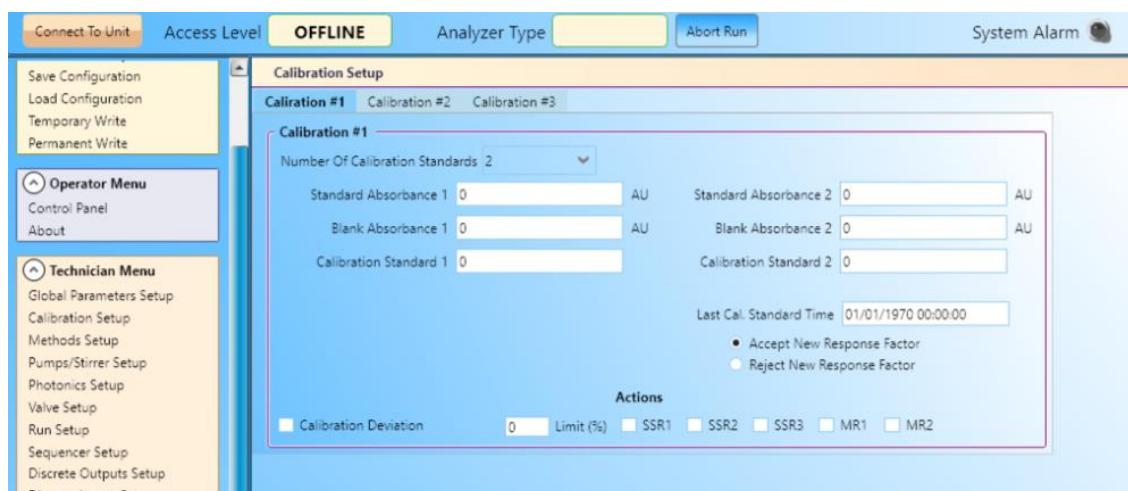 Connect To Unit Access Level OFFLINE Analyzer Type Abort Run System Alarm
Save Configuration
Load Configuration
Temporary Write
Permanent Write
Operator Menu
Control Panel
About
Technician Menu
Global Parameters Setup
Calibration Setup
Methods Setup
Pumps/Stirrer Setup
Photonics Setup
Valve Setup
Run Setup
Sequencer Setup
Discrete Outputs Setup
Calibration Setup
Caliration #1 Calibration #2 Calibration #3
Calibration #1
Number Of Calibration Standards 2
Standard Absorbance 1 0 AU Standard Absorbance 2 0 AU
Blank Absorbance 1 0 AU Blank Absorbance 2 0 AU
Calibration Standard 1 0 Calibration Standard 2 0
Last Cal. Standard Time 01/01/1970 00:00:00
Accept New Response Factor
Reject New Response Factor
Actions
Calibration Deviation 0 Limit (%) SSR1 SSR2 SSR3 MR1 MR2